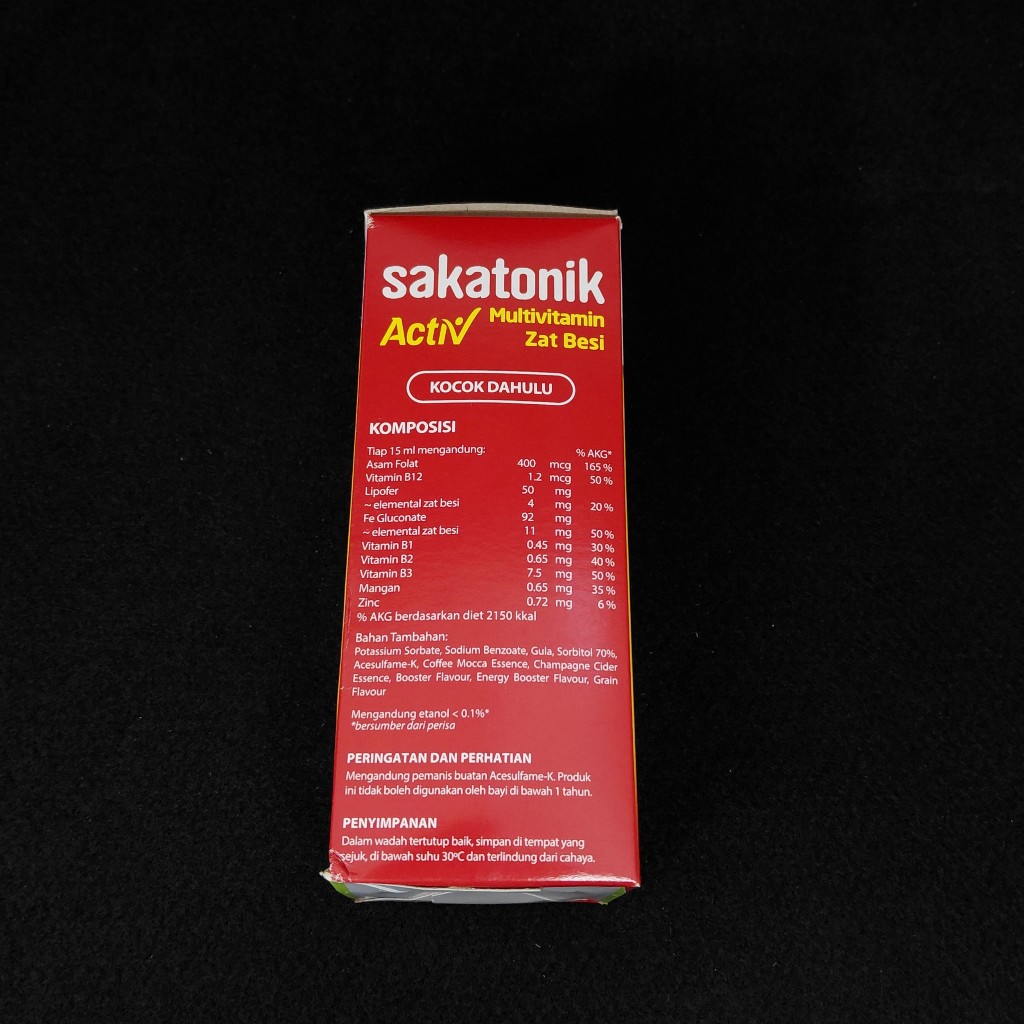 sakatonik
Activ Multivitamin
Zat Besi
KOCOK DAHULU
KOMPOSISI
Tiap 15 ml mengandung: % AKG*
Asam Folat 400 mcg 165 %
Vitamin B12 1.2 mcg 50 %
Lipofer 50 mg
~ elemental zat besi 4 mg 20 %
Fe Gluconate 92 mg
~ elemental zat besi 11 mg 50 %
Vitamin B1 0.45 mg 30 %
Vitamin B2 0.65 mg 40 %
Vitamin B3 7.5 mg 50 %
Mangan 0.65 mg 35 %
Zinc 0.72 mg 6 %
% AKG berdasarkan diet 2150 kkal
Bahan Tambahan:
Potassium Sorbate, Sodium Benzoate, Gula, Sorbitol 70%,
Acesulfame-K, Coffee Mocca Essence, Champagne Cider
Essence, Booster Flavour, Energy Booster Flavour, Grain
Flavour
Mengandung etanol < 0.1%*
*bersumber dari perisa
PERINGATAN DAN PERHATIAN
Mengandung pemanis buatan Acesulfame-K. Produk
ini tidak boleh digunakan oleh bayi di bawah 1 tahun.
PENYIMPANAN
Dalam wadah tertutup baik, simpan di tempat yang
sejuk, di bawah suhu 30ºC dan terlindung dari cahaya.